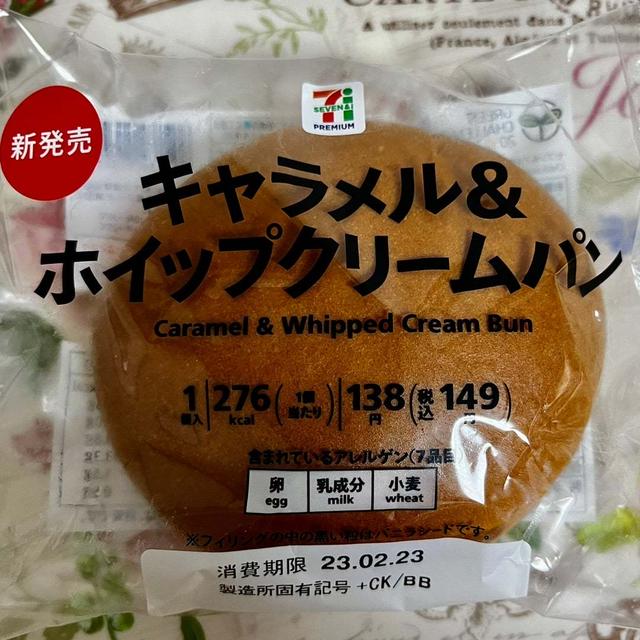 SEVEN&i
PREMIUM
新発売
キャラメル&
ホイップクリームパン
Caramel & Whipped Cream Bun
1個入 276kcal(1個当たり) 138円(税込149円)
含まれているアレルゲン(7品目)
卵 乳成分 小麦
egg milk wheat
※フィリングの中の黒い粒はバニラシードです。
消費期限 23.02.23
製造所固有記号 +CK/BB